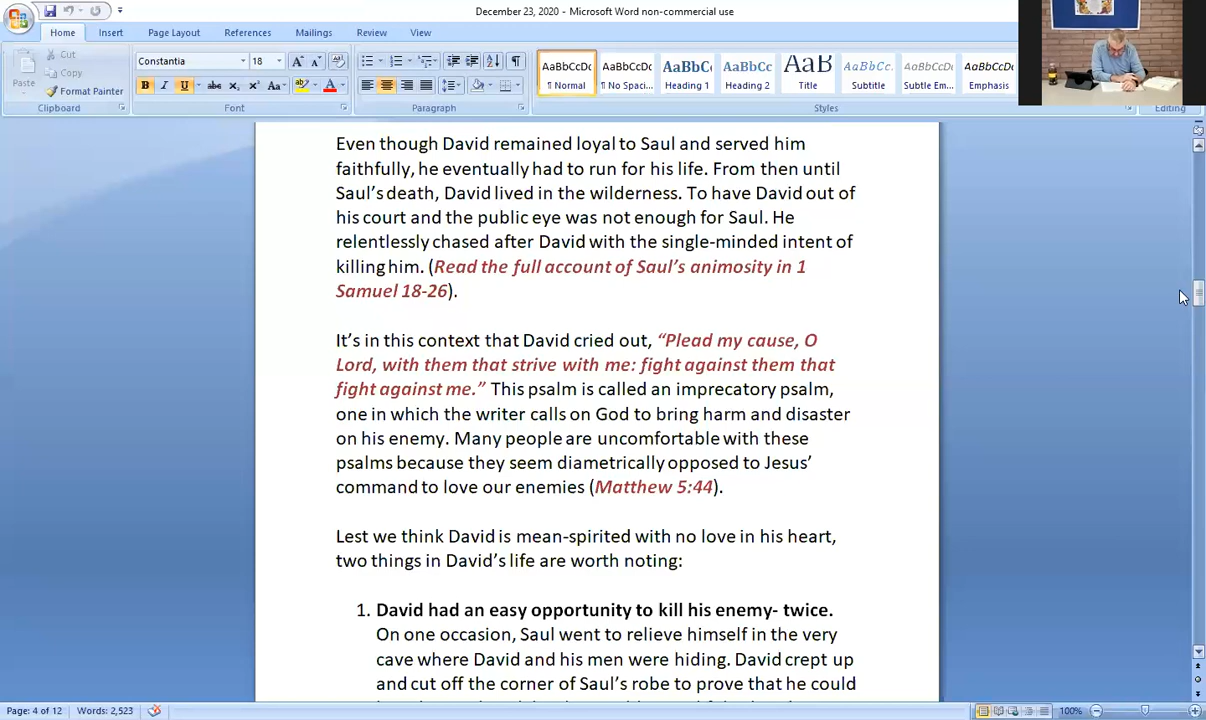 December 23, 2020 - Microsoft Word non-commercial use
Home Insert Page Layout References Mailings Review View
Paste
Cut
Copy
Format Painter
Clipboard
Constantia 18
B I U abc x₂ x² Aa
Font
Paragraph
AaBbCcDc AaBbCcDc AaBbC AaBbCc AaB AaBbCcI AaBbCcDc AaBbCcDc
¶ Normal ¶ No Spaci... Heading 1 Heading 2 Title Subtitle Subtle Em... Emphasis
Styles
Editing
Even though David remained loyal to Saul and served him
faithfully, he eventually had to run for his life. From then until
Saul’s death, David lived in the wilderness. To have David out of
his court and the public eye was not enough for Saul. He
relentlessly chased after David with the single-minded intent of
killing him. (Read the full account of Saul’s animosity in 1
Samuel 18-26).
It’s in this context that David cried out, “Plead my cause, O
Lord, with them that strive with me: fight against them that
fight against me.” This psalm is called an imprecatory psalm,
one in which the writer calls on God to bring harm and disaster
on his enemy. Many people are uncomfortable with these
psalms because they seem diametrically opposed to Jesus’
command to love our enemies (Matthew 5:44).
Lest we think David is mean-spirited with no love in his heart,
two things in David’s life are worth noting:
1. David had an easy opportunity to kill his enemy- twice.
On one occasion, Saul went to relieve himself in the very
cave where David and his men were hiding. David crept up
and cut off the corner of Saul’s robe to prove that he could
Page: 4 of 12 Words: 2,523 100%